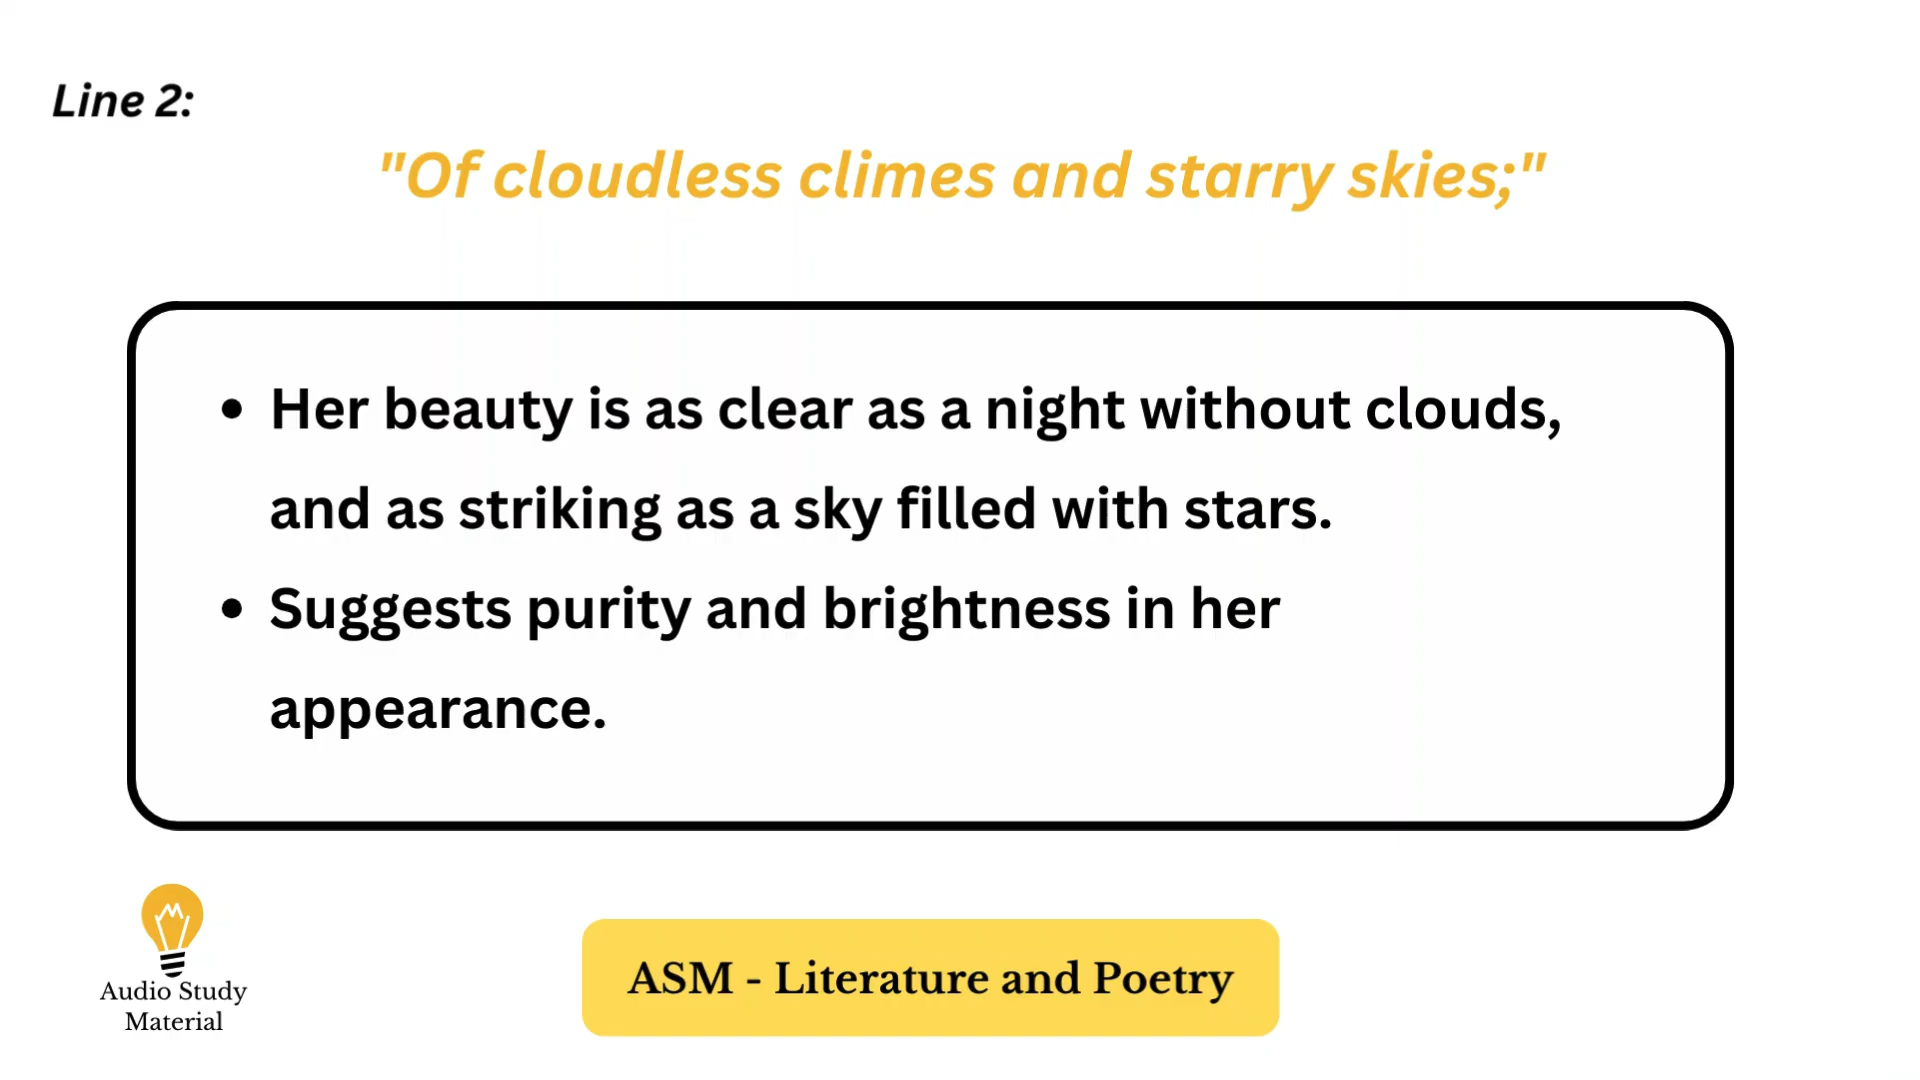 Line 2:
"Of cloudless climes and starry skies;"
• Her beauty is as clear as a night without clouds,
and as striking as a sky filled with stars.
• Suggests purity and brightness in her
appearance.
Audio Study
Material
ASM - Literature and Poetry